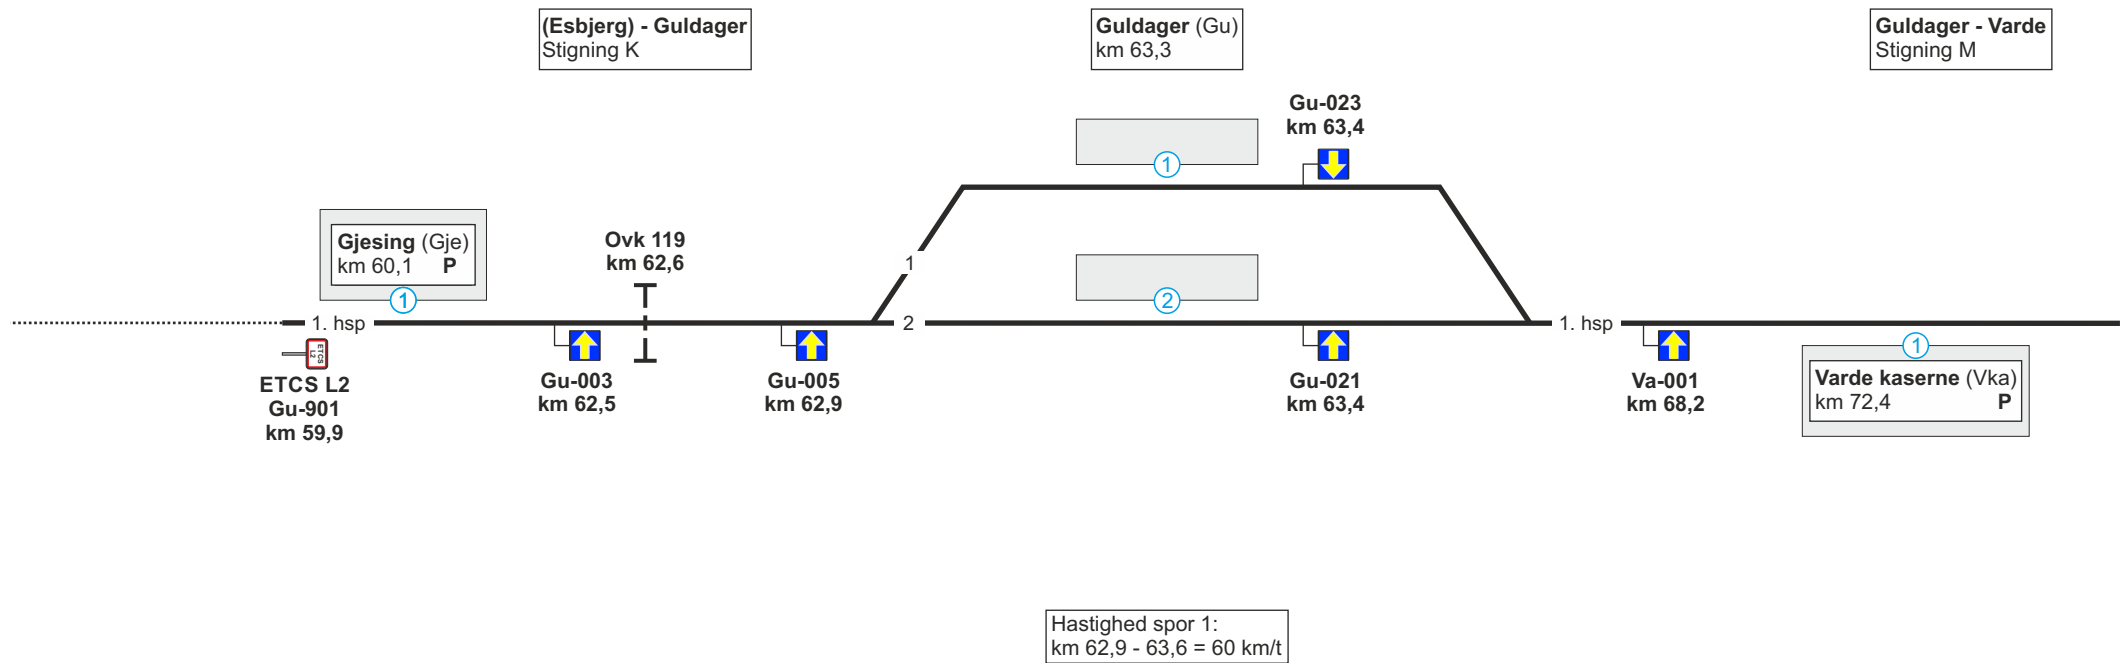 (Esbjerg) - Guldager
Stigning K
Guldager (Gu)
km 63,3
Guldager - Varde
Stigning M
Gu-023
km 63,4
1
Gjesing (Gje)
km 60,1 P
1
Ovk 119
km 62,6
1
2
1. hsp
2
1. hsp
ETCS L2
ETCS L2
Gu-901
km 59,9
Gu-003
km 62,5
Gu-005
km 62,9
Gu-021
km 63,4
Va-001
km 68,2
1
Varde kaserne (Vka)
km 72,4 P
Hastighed spor 1:
km 62,9 - 63,6 = 60 km/t